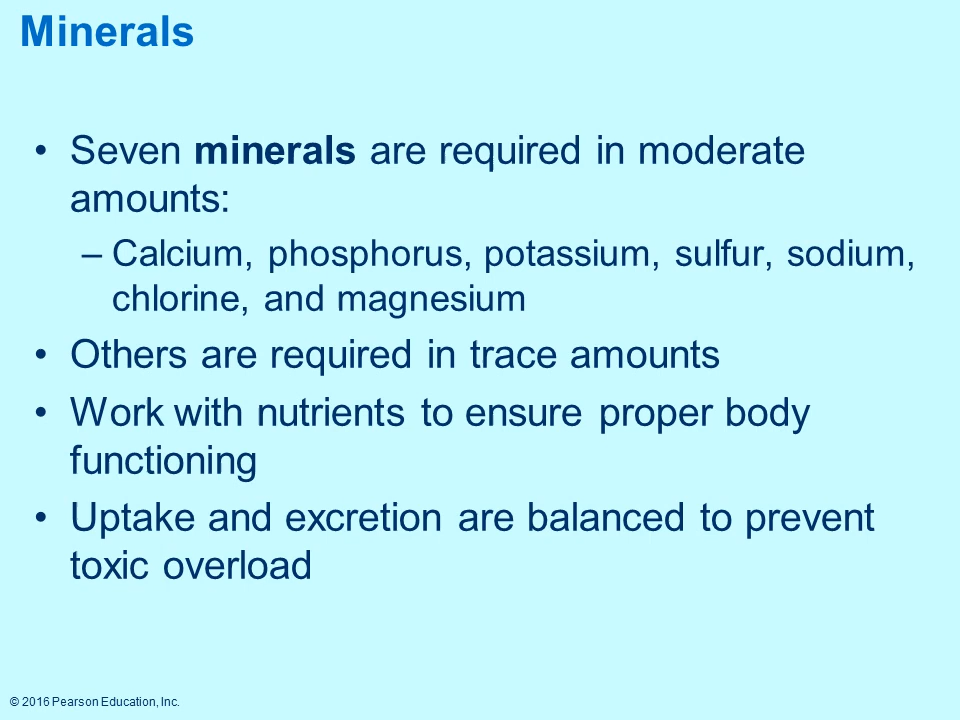 Minerals
• Seven minerals are required in moderate
amounts:
– Calcium, phosphorus, potassium, sulfur, sodium,
chlorine, and magnesium
• Others are required in trace amounts
• Work with nutrients to ensure proper body
functioning
• Uptake and excretion are balanced to prevent
toxic overload
© 2016 Pearson Education, Inc.